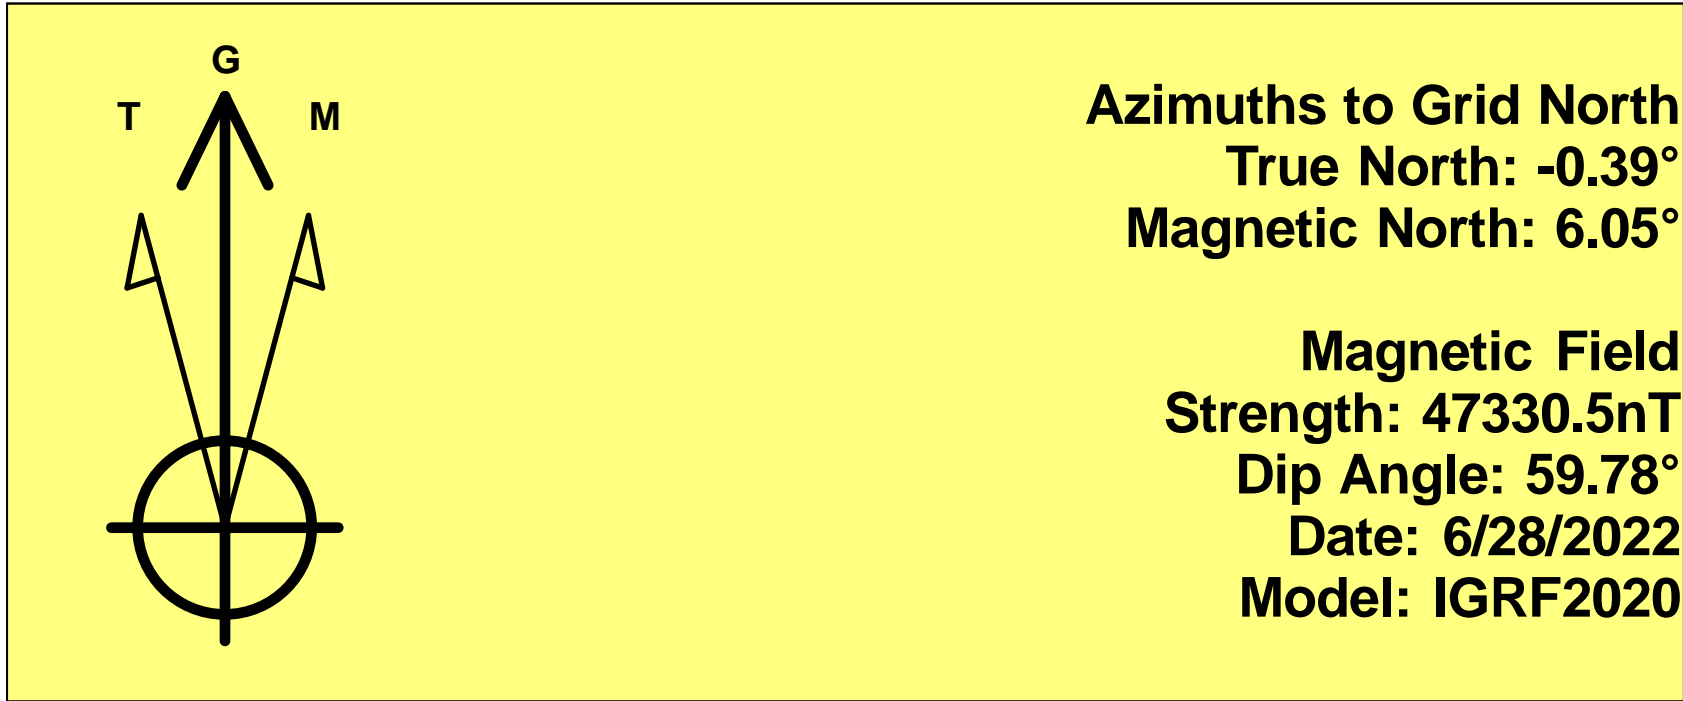 G
T M
Azimuths to Grid North
True North: -0.39°
Magnetic North: 6.05°
Magnetic Field
Strength: 47330.5nT
Dip Angle: 59.78°
Date: 6/28/2022
Model: IGRF2020